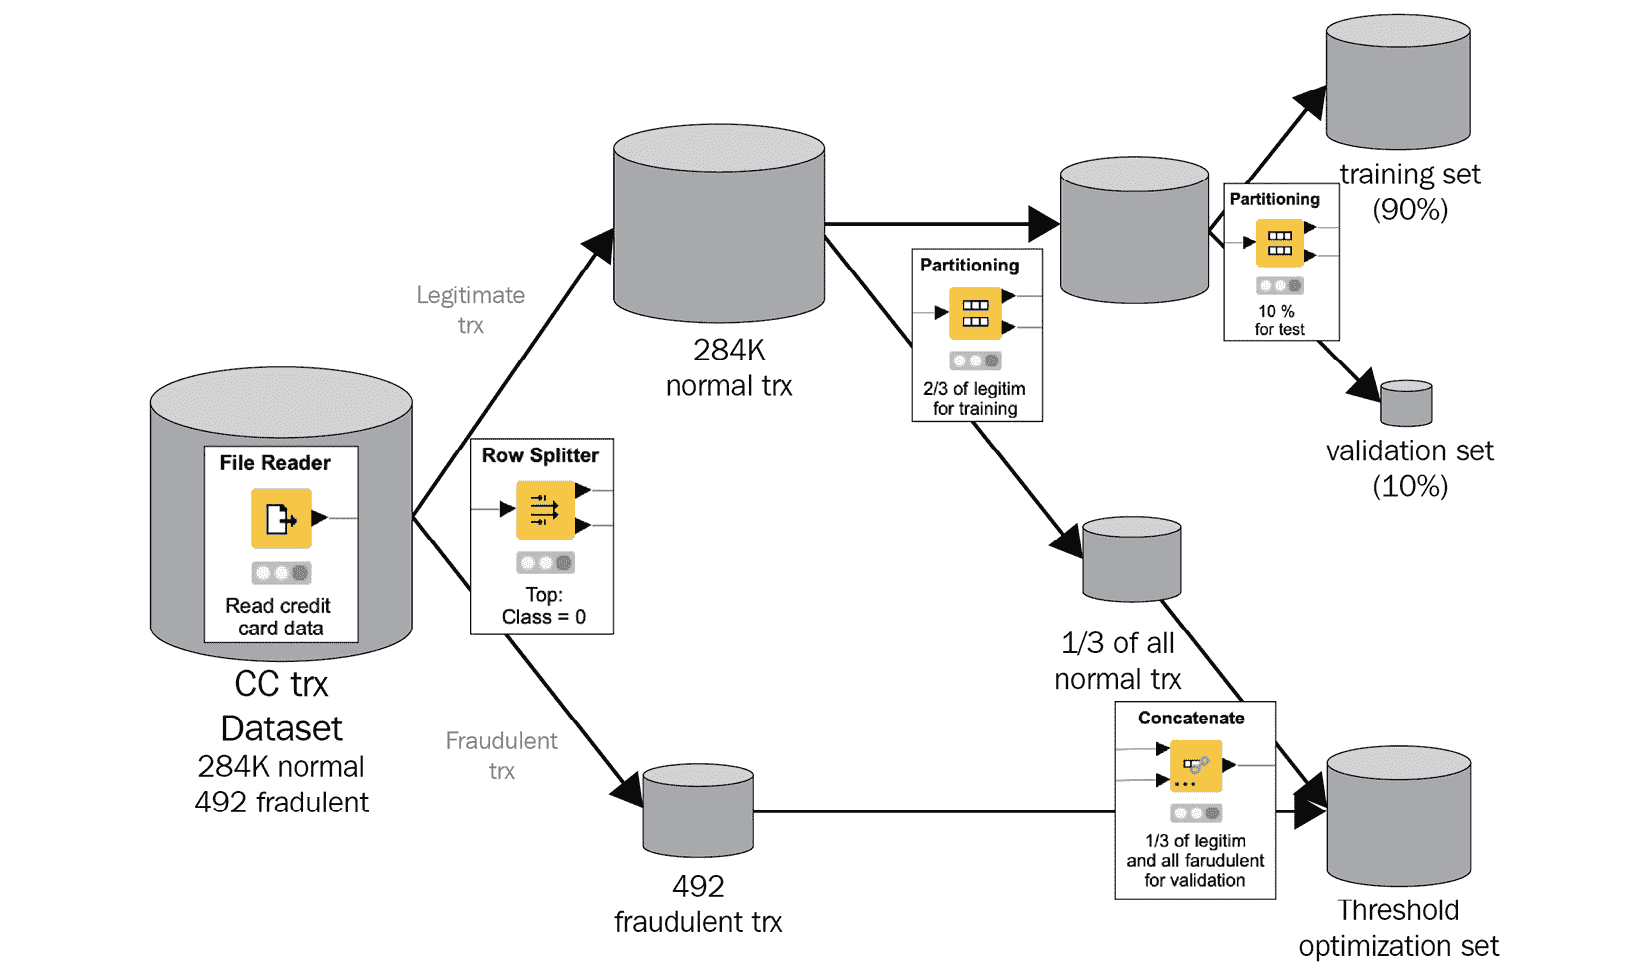 training set
(90%)
Partitioning
10 %
for test
Partitioning
2/3 of legitim
for training
Legitimate
trx
284K
normal trx
validation set
(10%)
File Reader
Read credit
card data
Row Splitter
Top:
Class = 0
CC trx
Dataset
284K normal
492 fradulent
1/3 of all
normal trx
Concatenate
1/3 of legitim
and all farudulent
for validation
Fraudulent
trx
492
fraudulent trx
Threshold
optimization set